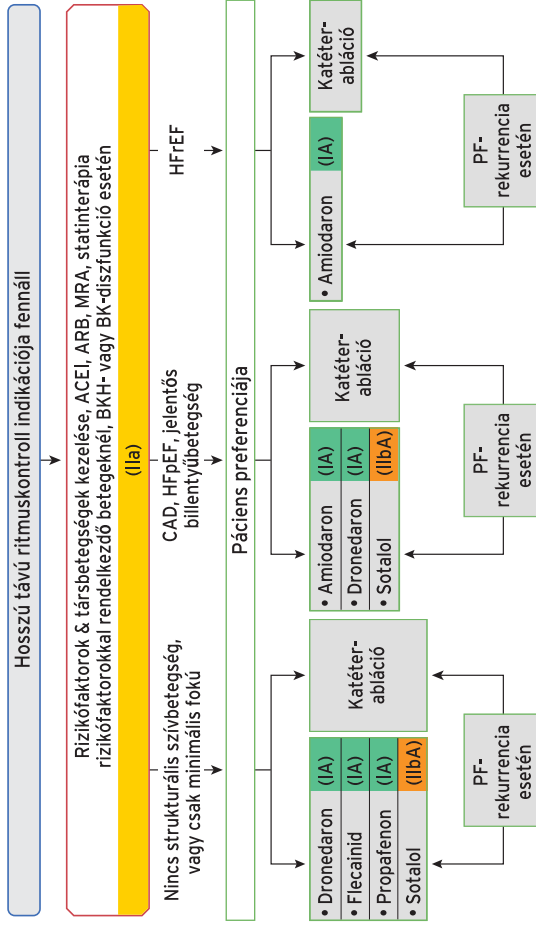 Hosszú távú ritmuskontroll indikációja fennáll
Rizikófaktorok & társbetegségek kezelése, ACEI, ARB, MRA, statinterápia
rizikófaktorokkal rendelkező betegeknél, BKH- vagy BK-diszfunkció esetén
(IIa)
Nincs strukturális szívbetegség,
vagy csak minimális fokú
CAD, HFpEF, jelentős
billentyűbetegség
HFrEF
Páciens preferenciája
• Dronedaron (IA)
• Flecainid (IA)
• Propafenon (IA)
• Sotalol (IIbA)
Katéter-
abláció
• Amiodaron (IA)
• Dronedaron (IA)
• Sotalol (IIbA)
Katéter-
abláció
• Amiodaron (IA)
Katéter-
abláció
PF-
rekurrencia
esetén
PF-
rekurrencia
esetén
PF-
rekurrencia
esetén